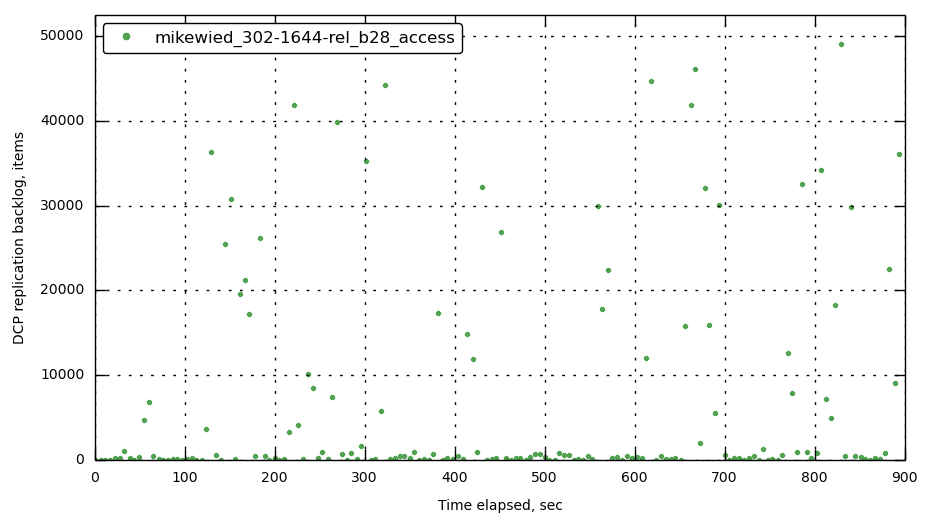 mikewied_302-1644-rel_b28_access
50000
40000
30000
20000
10000
0
DCP replication backlog, items
0 100 200 300 400 500 600 700 800 900
Time elapsed, sec